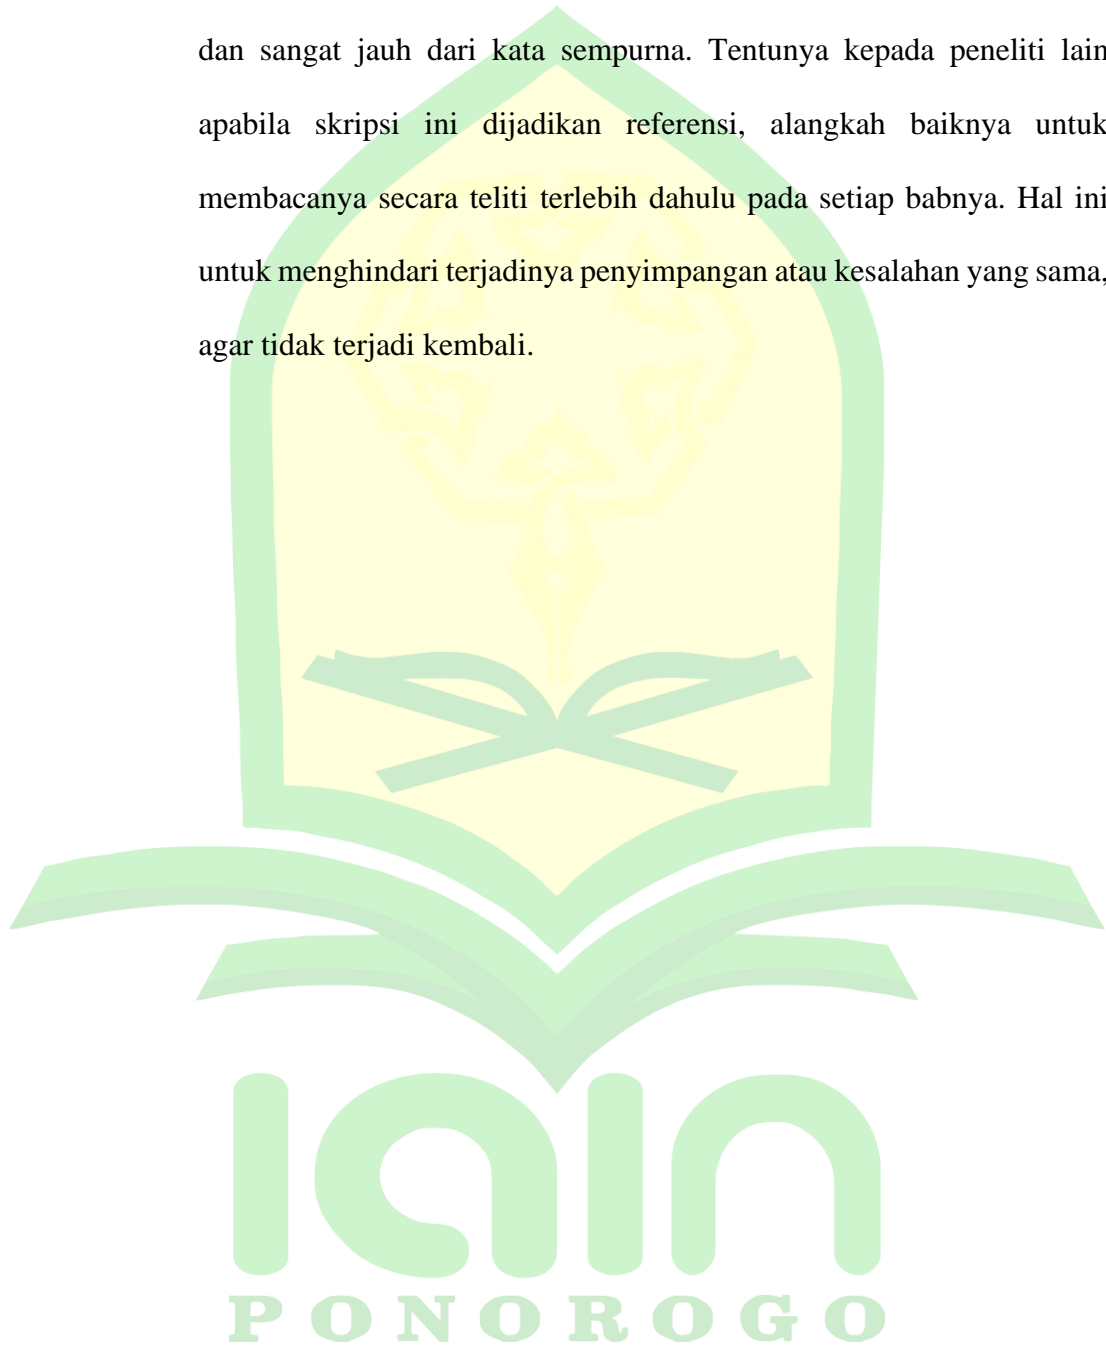 dan sangat jauh dari kata sempurna. Tentunya kepada peneliti lain
apabila skripsi ini dijadikan referensi, alangkah baiknya untuk
membacanya secara teliti terlebih dahulu pada setiap babnya. Hal ini
untuk menghindari terjadinya penyimpangan atau kesalahan yang sama,
agar tidak terjadi kembali.
iain
PONOROGO